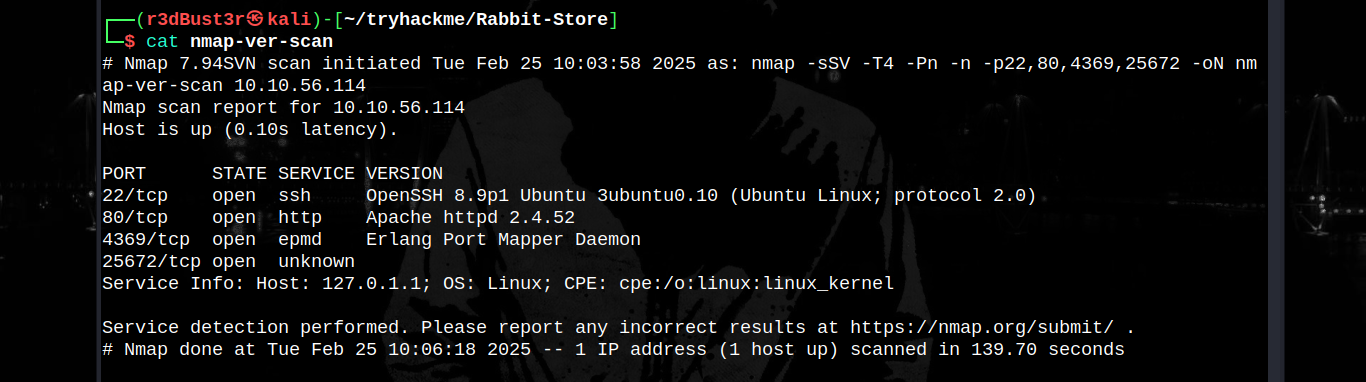 ┌──(r3dBust3r㉿kali)-[~/tryhackme/Rabbit-Store]
└─$ cat nmap-ver-scan
# Nmap 7.94SVN scan initiated Tue Feb 25 10:03:58 2025 as: nmap -sSV -T4 -Pn -n -p22,80,4369,25672 -oN nm
ap-ver-scan 10.10.56.114
Nmap scan report for 10.10.56.114
Host is up (0.10s latency).

PORT      STATE SERVICE VERSION
22/tcp    open  ssh     OpenSSH 8.9p1 Ubuntu 3ubuntu0.10 (Ubuntu Linux; protocol 2.0)
80/tcp    open  http    Apache httpd 2.4.52
4369/tcp  open  epmd    Erlang Port Mapper Daemon
25672/tcp open  unknown
Service Info: Host: 127.0.1.1; OS: Linux; CPE: cpe:/o:linux:linux_kernel

Service detection performed. Please report any incorrect results at https://nmap.org/submit/ .
# Nmap done at Tue Feb 25 10:06:18 2025 -- 1 IP address (1 host up) scanned in 139.70 seconds